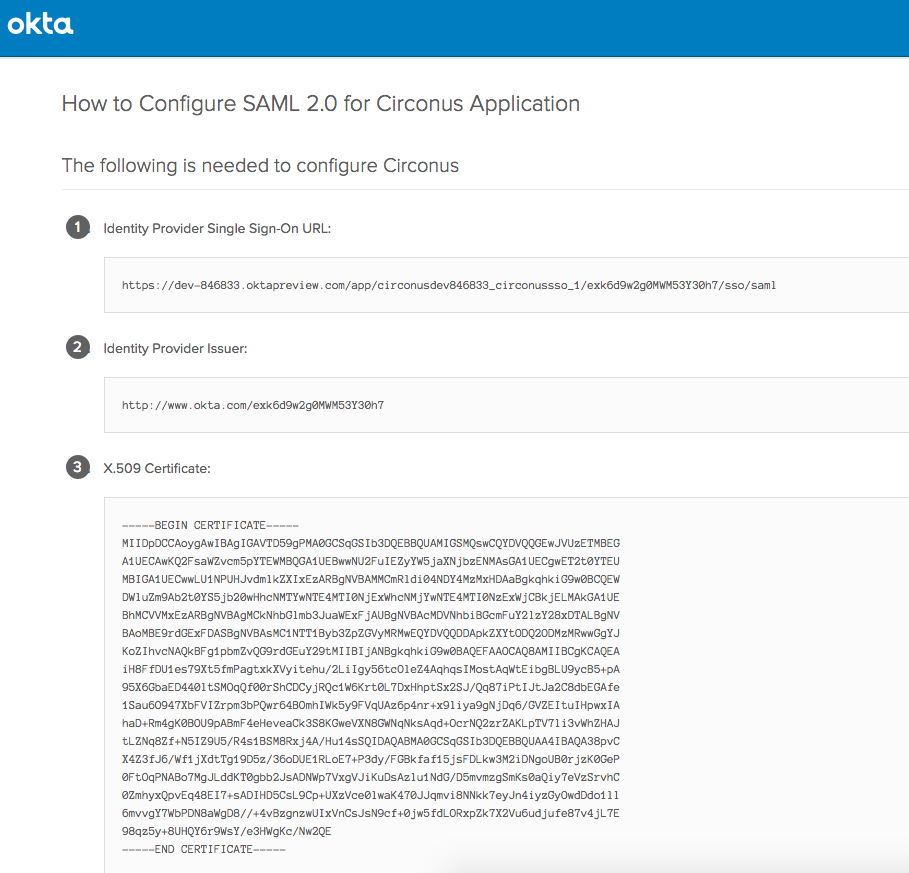 okta
How to Configure SAML 2.0 for Circonus Application
The following is needed to configure Circonus
1 Identity Provider Single Sign-On URL:
https://dev-846833.oktapreview.com/app/circonusdev846833_circonussso_1/exk6d9w2g0MWM53Y30h7/sso/saml
2 Identity Provider Issuer:
http://www.okta.com/exk6d9w2g0MWM53Y30h7
3 X.509 Certificate:
-----BEGIN CERTIFICATE-----
MIIDpDCCAoygAwIBAgIGAVTD59gPMA0GCSqGSIb3DQEBBQUAMIGSMQswCQYDVQQGEwJVUzETMBEG
A1UECAwKQ2FsaWZvcm5pYTEWMBQGA1UEBwwNU2FuIEZyYW5jaXNjbzENMAsGA1UECgwET2t0YTEU
MBIGA1UECwwLU1NPUHJvdmlkZXIxEzARBgNVBAMMCmRldi04NDY4MzMxHDAaBgkqhkiG9w0BCQEW
DWluZm9Ab2t0YS5jb20wHhcNMTYwNTE4MTI0NjExWhcNMjYwNTE4MTI0NzExWjCBkjELMAkGA1UE
BhMCVVMxEzARBgNVBAgMCkNhbGlmb3JuaWExFjAUBgNVBAcMDVNhbiBGcmFuY2lzY28xDTALBgNV
BAoMBE9rdGExFDASBgNVBAsMC1NTT1Byb3ZpZGVyMRMwEQYDVQQDDApkZXYtODQ2ODMzMRwwGgYJ
KoZIhvcNAQkBFg1pbmZvQG9rdGEuY29tMIIBIjANBgkqhkiG9w0BAQEFAAOCAQ8AMIIBCgKCAQEA
iH8FfDU1es79Xt5fmPagtxkXVyitehu/2LiIgy56tcOleZ4AqhqsIMostAqWtEibgBLU9ycB5+pA
95X6GbaED440ltSMOqQf00rShCDCyjRQc1W6Krt0L7DxHhptSx2SJ/Qq87iPtIJtJa2C8dbEGAfe
1Sau6O947XbFVIZrpm3bPQwr64BOmhIWk5y9FVqUAz6p4nr+x9liya9gNjDq6/GVZEItuIHpwxIA
haD+Rm4gK0BOU9pABmF4eHeveaCk3S8KGweVXN8GWNqNksAqd+OcrNQ2zrZAKLpTV7li3vWhZHAJ
tLZNq8Zf+N5IZ9U5/R4s1BSM8Rxj4A/Hu14sSQIDAQABMA0GCSqGSIb3DQEBBQUAA4IBAQA38pvC
X4Z3fJ6/Wf1jXdtTg19D5z/36oDUE1RLoE7+P3dy/FGBkfaf15jsFDLkw3M2iDNgoUB0rjzK0GeP
0FtOqPNABo7MgJLddKT0gbb2JsADNWp7VxgVJiKuDsAzlu1NdG/D5mvmzgSmKs0aQiy7eVzSrvhC
0ZmhyxQpvEq48EI7+sADIHD5CsL9Cp+UXzVce0lwaK470JJqmvi8NNkk7eyJn4iyzGyOwdDdo1ll
6mvvgY7WbPDN8aWgD8//+4vBzgnzwUIxVnCsJsN9cf+0jw5fdLORxpZk7X2Vu6udjufe87v4jL7E
98qz5y+8UHQY6r9WsY/e3HWgKc/Nw2QE
-----END CERTIFICATE-----